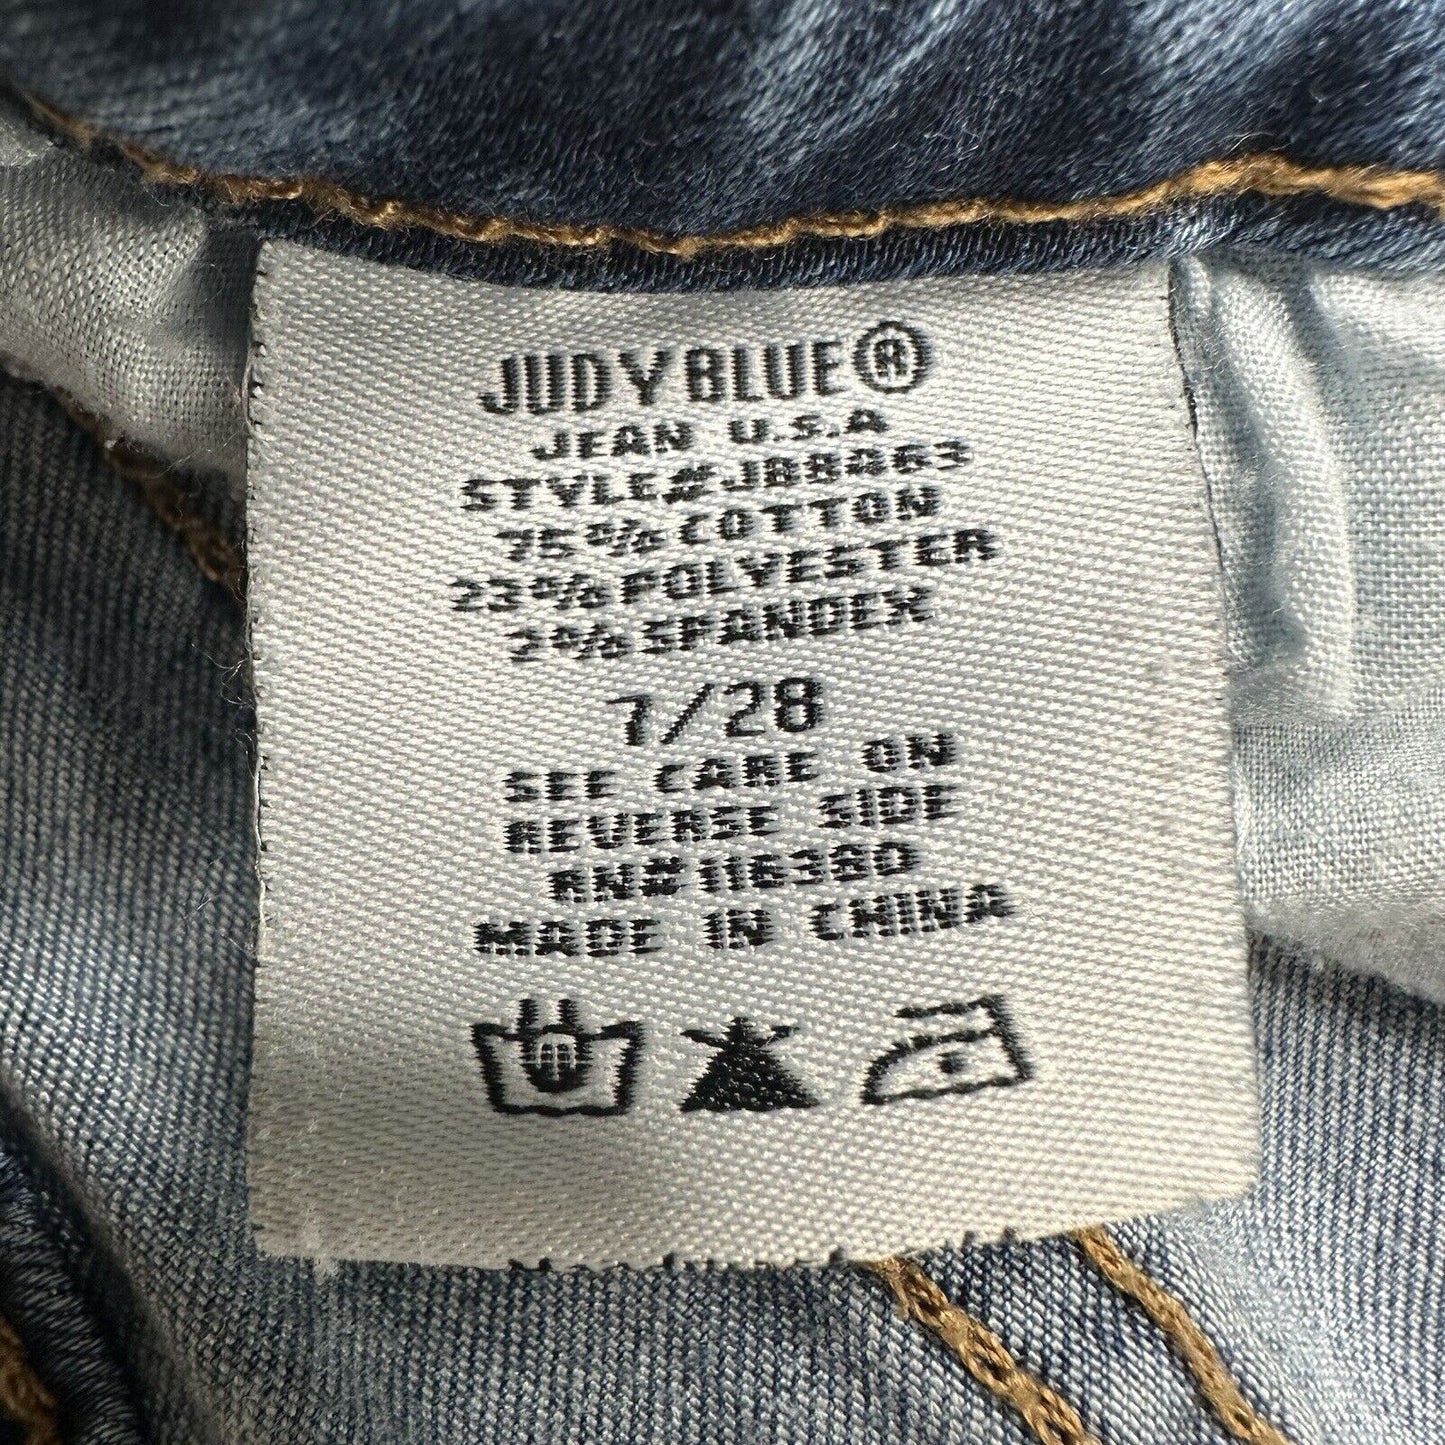 JUDY BLUE®
JEAN U.S.A
STYLE#JB8863
75% COTTON
23% POLYESTER
2% SPANDEX
7/28
SEE CARE ON
REVERSE SIDE
RN#116380
MADE IN CHINA